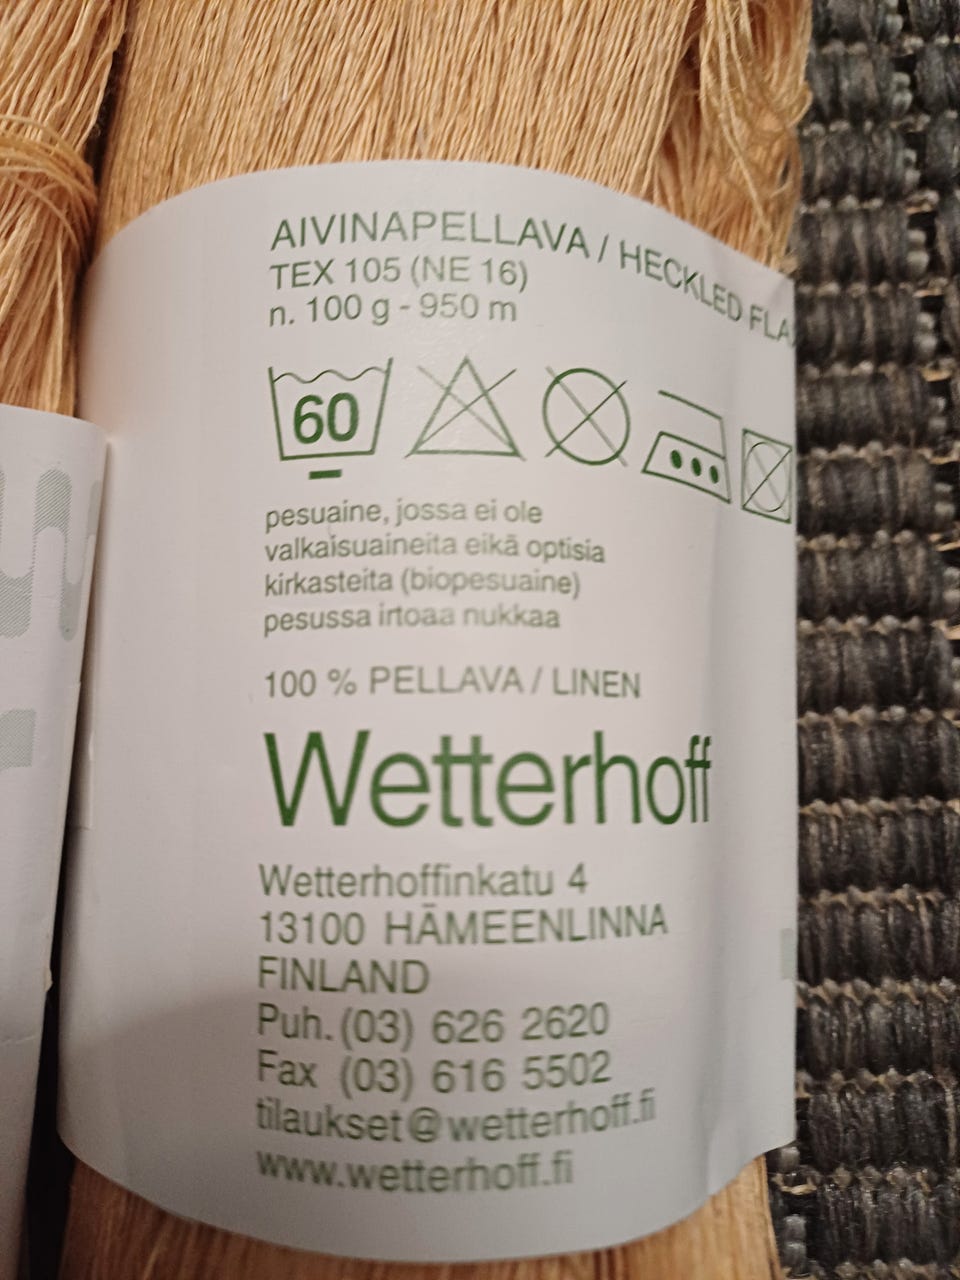 AIVINAPELLAVA / HECKLED FLA
TEX 105 (NE 16)
n. 100 g - 950 m
60
pesuaine, jossa ei ole
valkaisuaineita eikä optisia
kirkasteita (biopesuaine)
pesussa irtoaa nukkaa
100 % PELLAVA / LINEN
Wetterhoff
Wetterhoffinkatu 4
13100 HÄMEENLINNA
FINLAND
Puh. (03) 626 2620
Fax (03) 616 5502
tilaukset@wetterhoff.fi
www.wetterhoff.fi